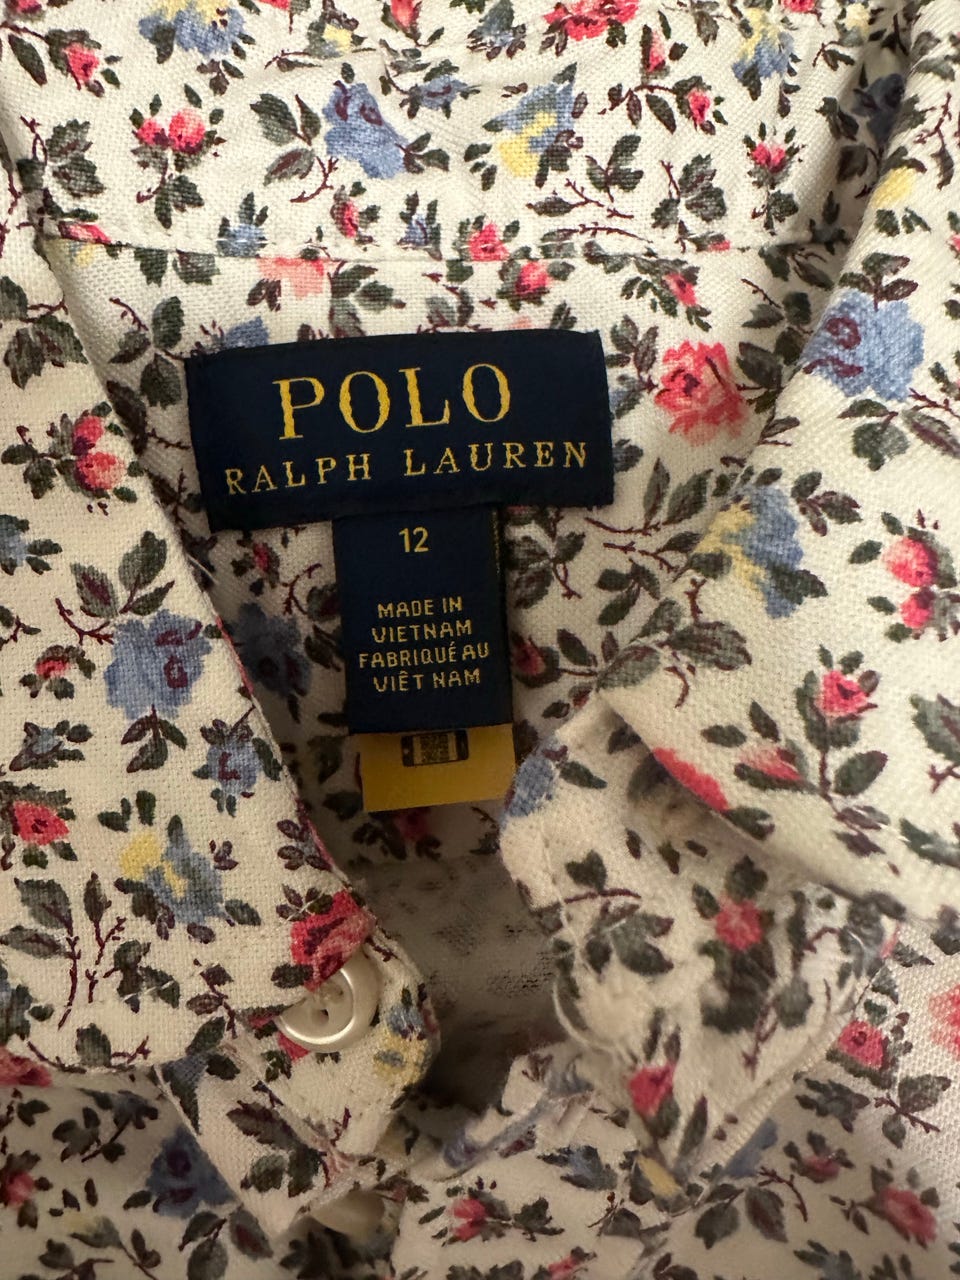 POLO
RALPH LAUREN
12
MADE IN
VIETNAM
FABRIQUÉ AU
VIÊT NAM